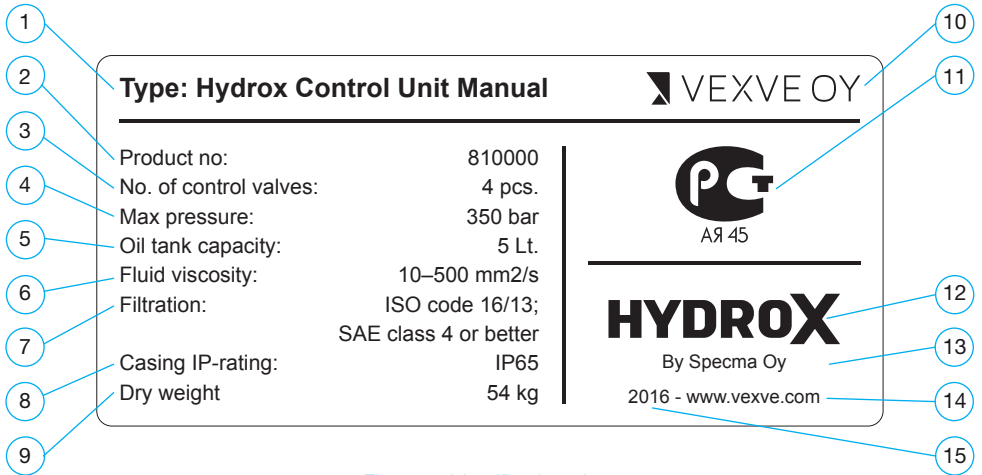 1
2
3
4
5
6
7
8
9
Type: Hydrox Control Unit Manual
Product no: 810000
No. of control valves: 4 pcs.
Max pressure: 350 bar
Oil tank capacity: 5 Lt.
Fluid viscosity: 10–500 mm2/s
Filtration: ISO code 16/13;
SAE class 4 or better
Casing IP-rating: IP65
Dry weight 54 kg
VEXVE OY
РСТ
АЯ 45
HYDROX
By Specma Oy
2016 - www.vexve.com
10
11
12
13
14
15